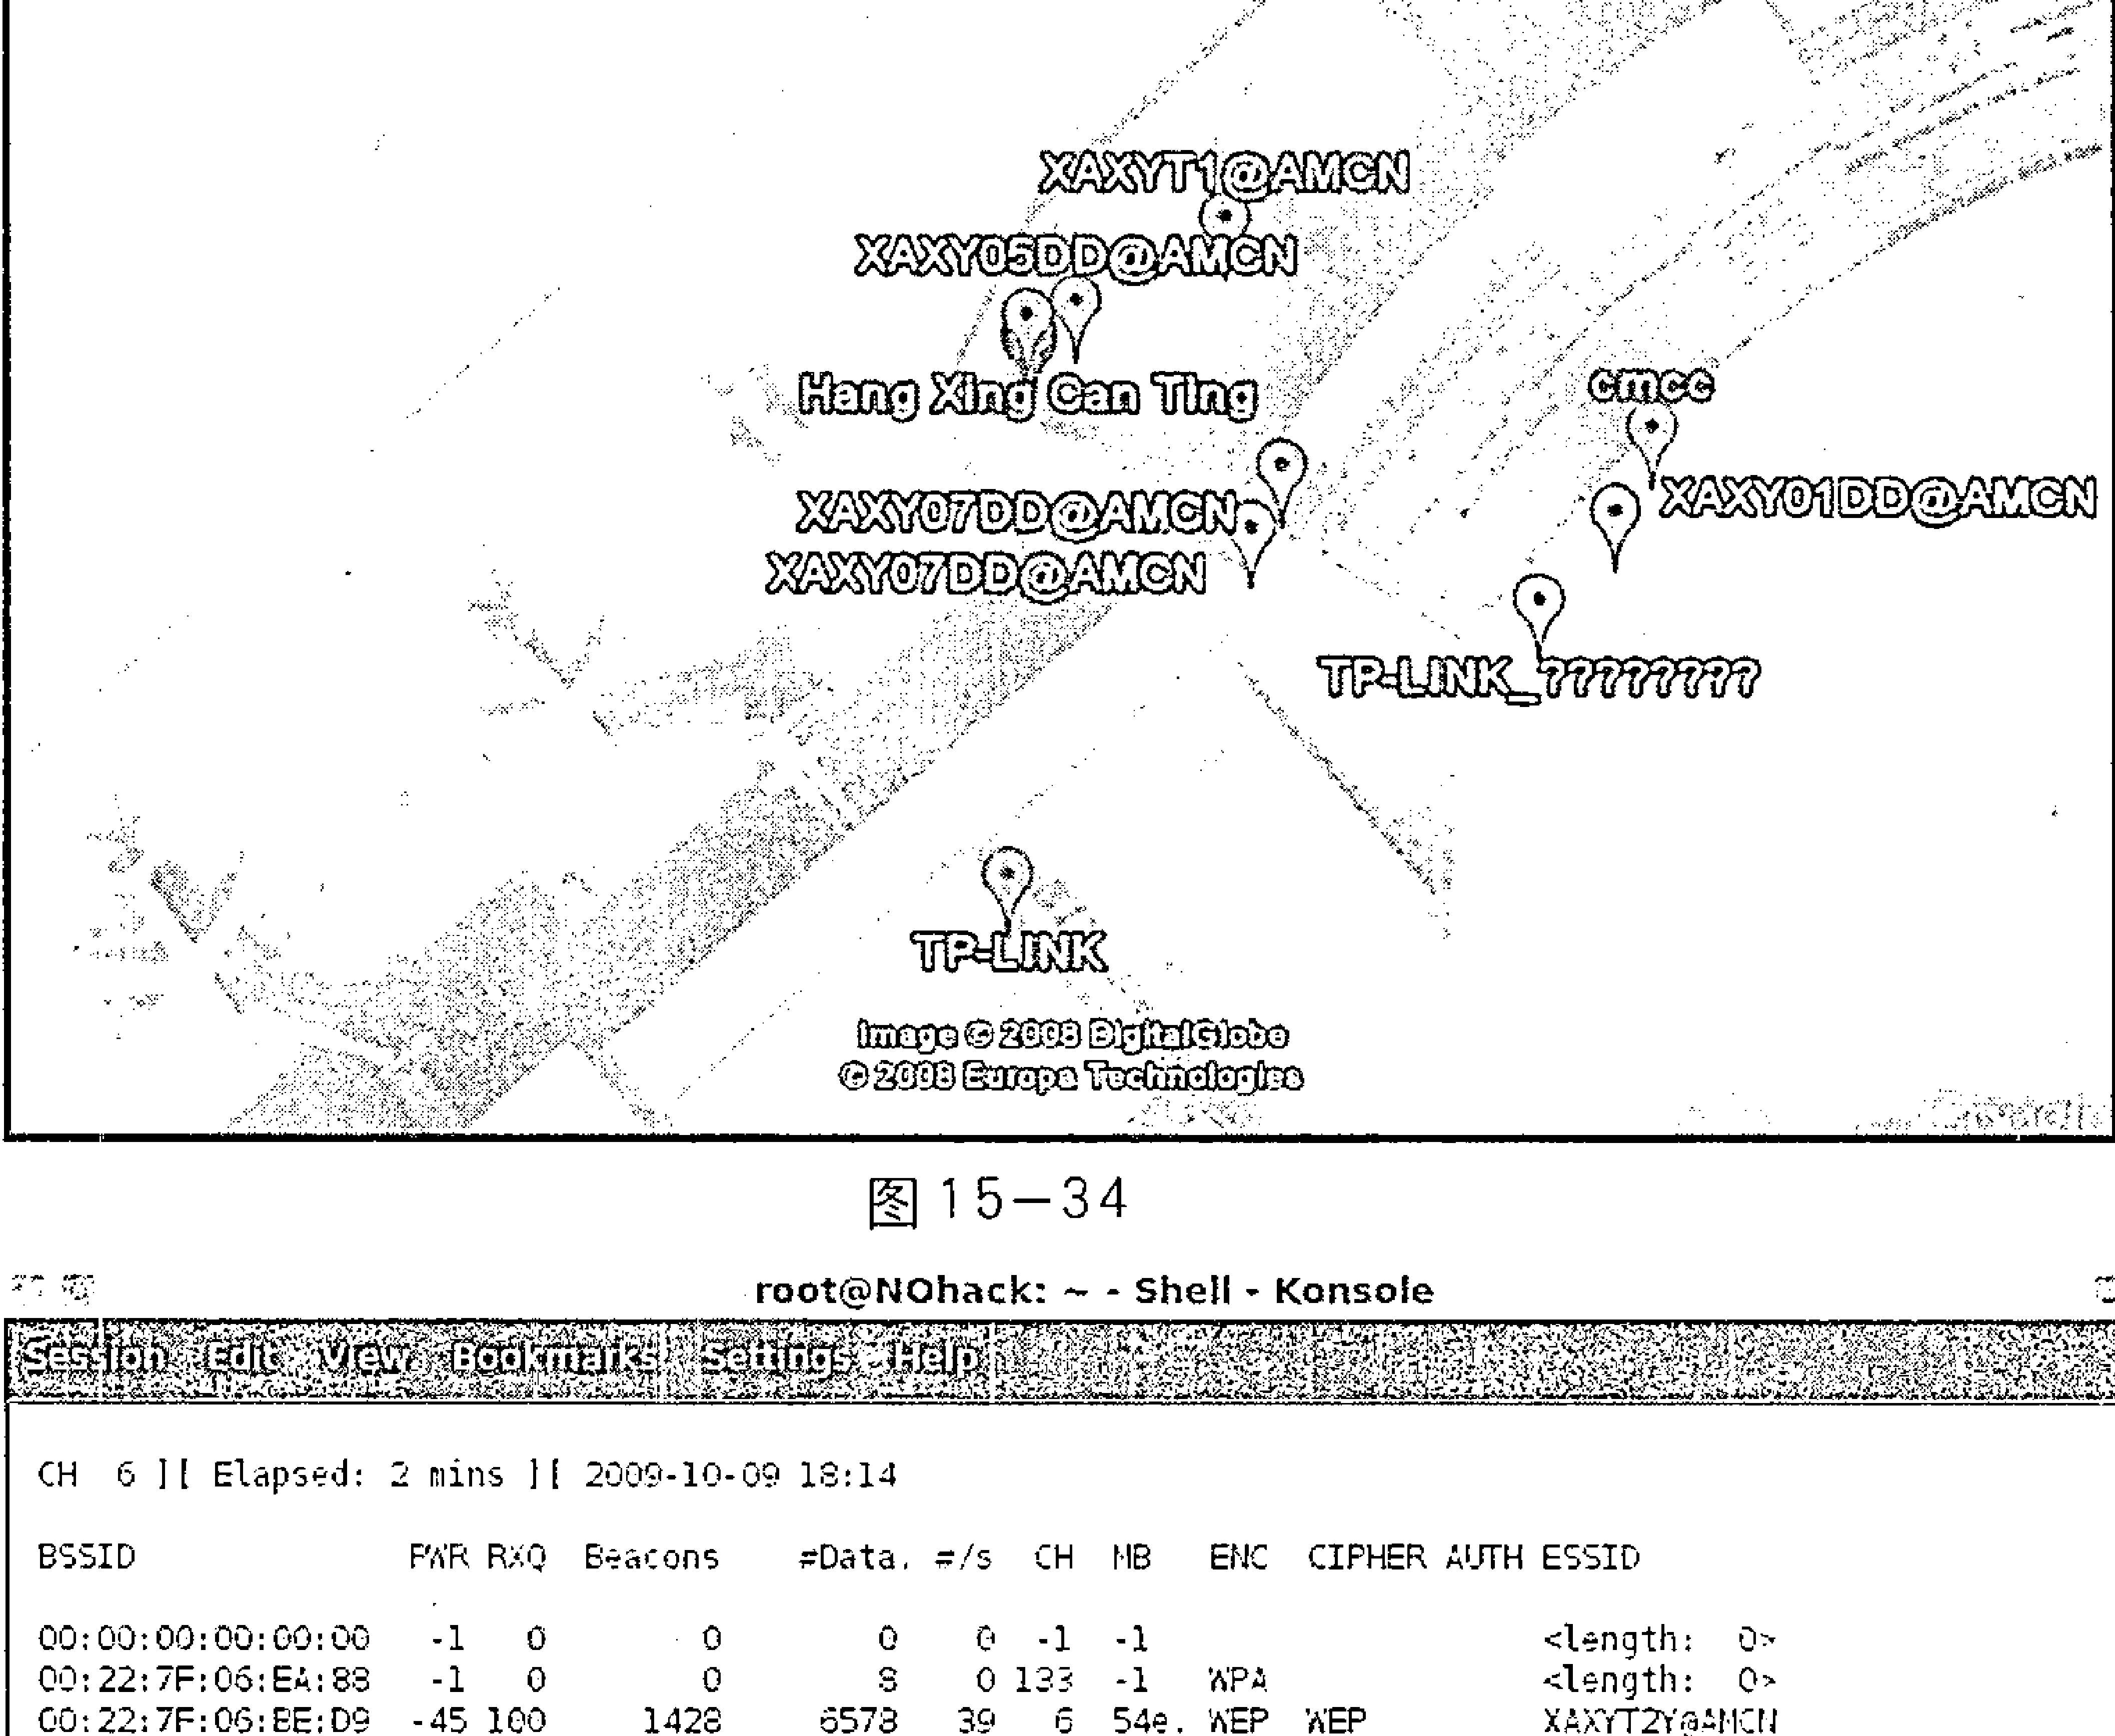 XAXYT1@AMCN
XAXY05DD@AMCN
Hang Xing Can Ting
cmcc
XAXY07DD@AMCN
XAXY01DD@AMCN
XAXY07DD@AMCN
TP-LINK_????????
TP-LINK
Image © 2008 DigitalGlobe
© 2008 Europa Technologies
图 15-34
root@NOhack: ~ - Shell - Konsole
Session Edit View Bookmarks Settings Help
CH 6 ][ Elapsed: 2 mins ][ 2009-10-09 18:14
BSSID PWR RXQ Beacons #Data, #/s CH MB ENC CIPHER AUTH ESSID
00:00:00:00:00:00 -1 0 0 0 0 -1 -1 <length: 0>
00:22:7F:06:EA:88 -1 0 0 8 0 133 -1 WPA <length: 0>
00:22:7F:06:BE:D9 -45 100 1428 6578 39 6 54e. WEP WEP XAXYT2Y@AMCN